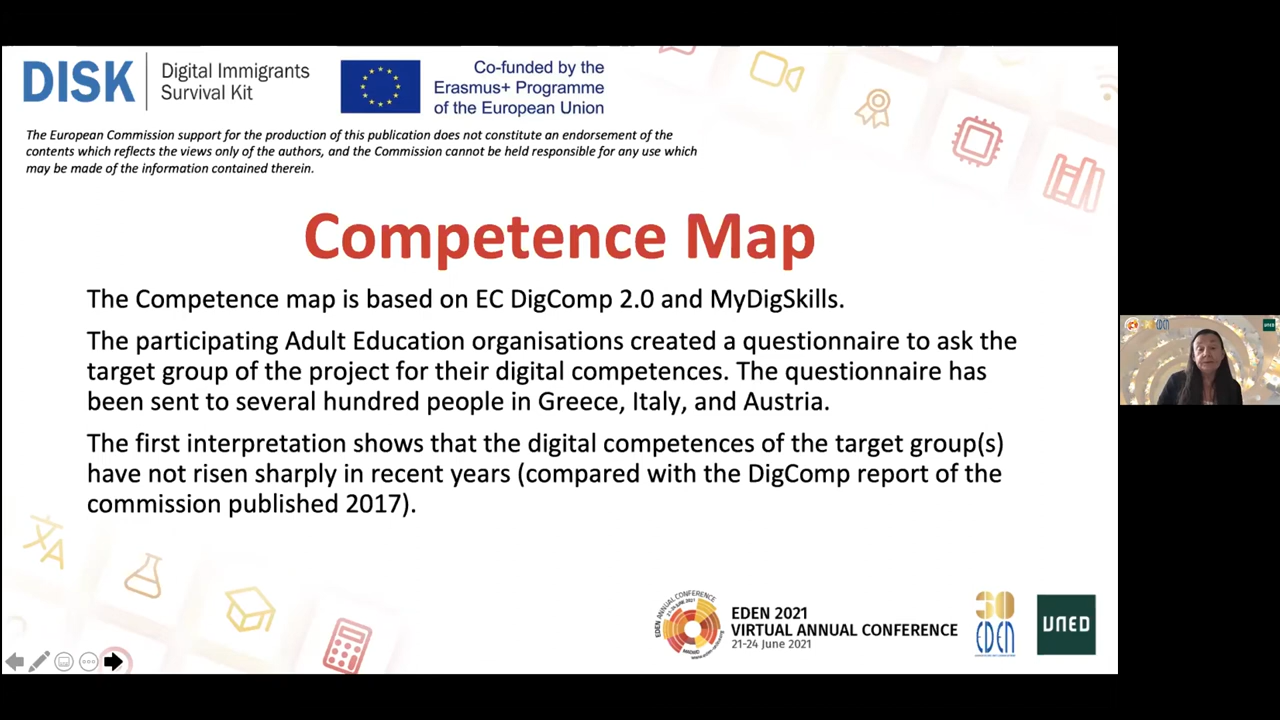 DISK
Digital Immigrants
Survival Kit
Co-funded by the
Erasmus+ Programme
of the European Union
The European Commission support for the production of this publication does not constitute an endorsement of the
contents which reflects the views only of the authors, and the Commission cannot be held responsible for any use which
may be made of the information contained therein.
Competence Map
The Competence map is based on EC DigComp 2.0 and MyDigSkills.
The participating Adult Education organisations created a questionnaire to ask the
target group of the project for their digital competences. The questionnaire has
been sent to several hundred people in Greece, Italy, and Austria.
The first interpretation shows that the digital competences of the target group(s)
have not risen sharply in recent years (compared with the DigComp report of the
commission published 2017).
EDEN 2021
VIRTUAL ANNUAL CONFERENCE
21-24 June 2021
30
EDEN
UNED